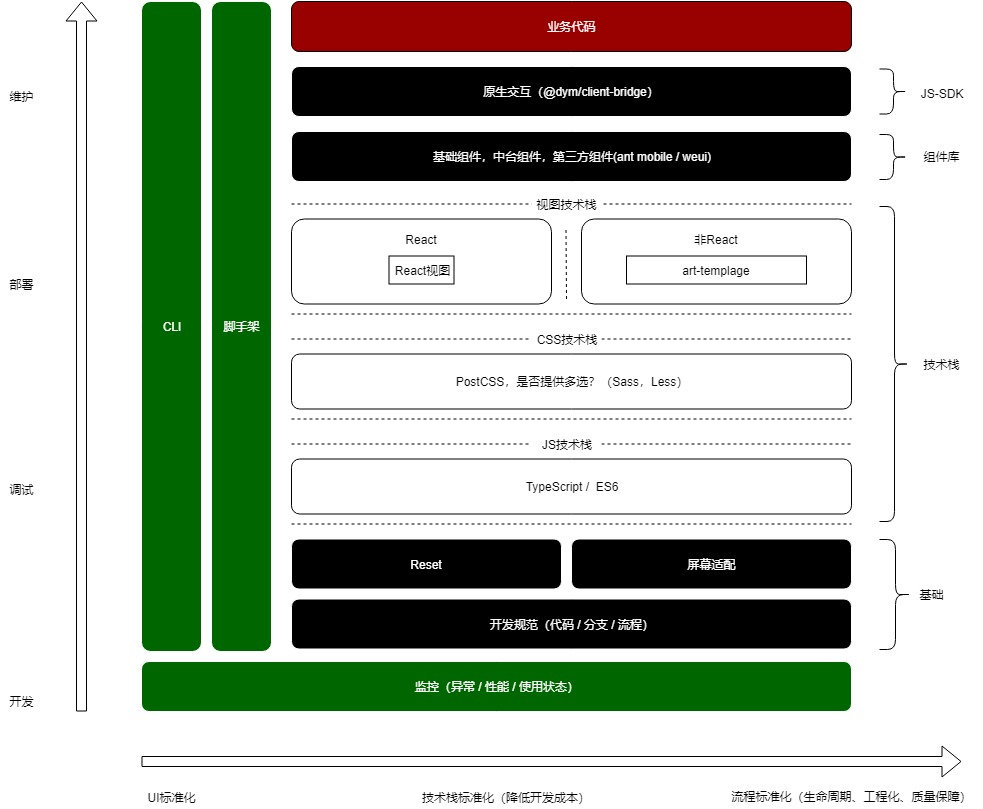 业务代码
维护
原生交互（@dym/client-bridge）
JS-SDK
基础组件，中台组件，第三方组件(ant mobile / weui)
组件库
视图技术栈
React
非React
React视图
art-templage
部署
CLI
脚手架
CSS技术栈
技术栈
PostCSS，是否提供多选？（Sass，Less）
JS技术栈
调试
TypeScript / ES6
Reset
屏幕适配
基础
开发规范（代码 / 分支 / 流程）
监控（异常 / 性能 / 使用状态）
开发
UI标准化
技术栈标准化（降低开发成本）
流程标准化（生命周期、工程化、质量保障）